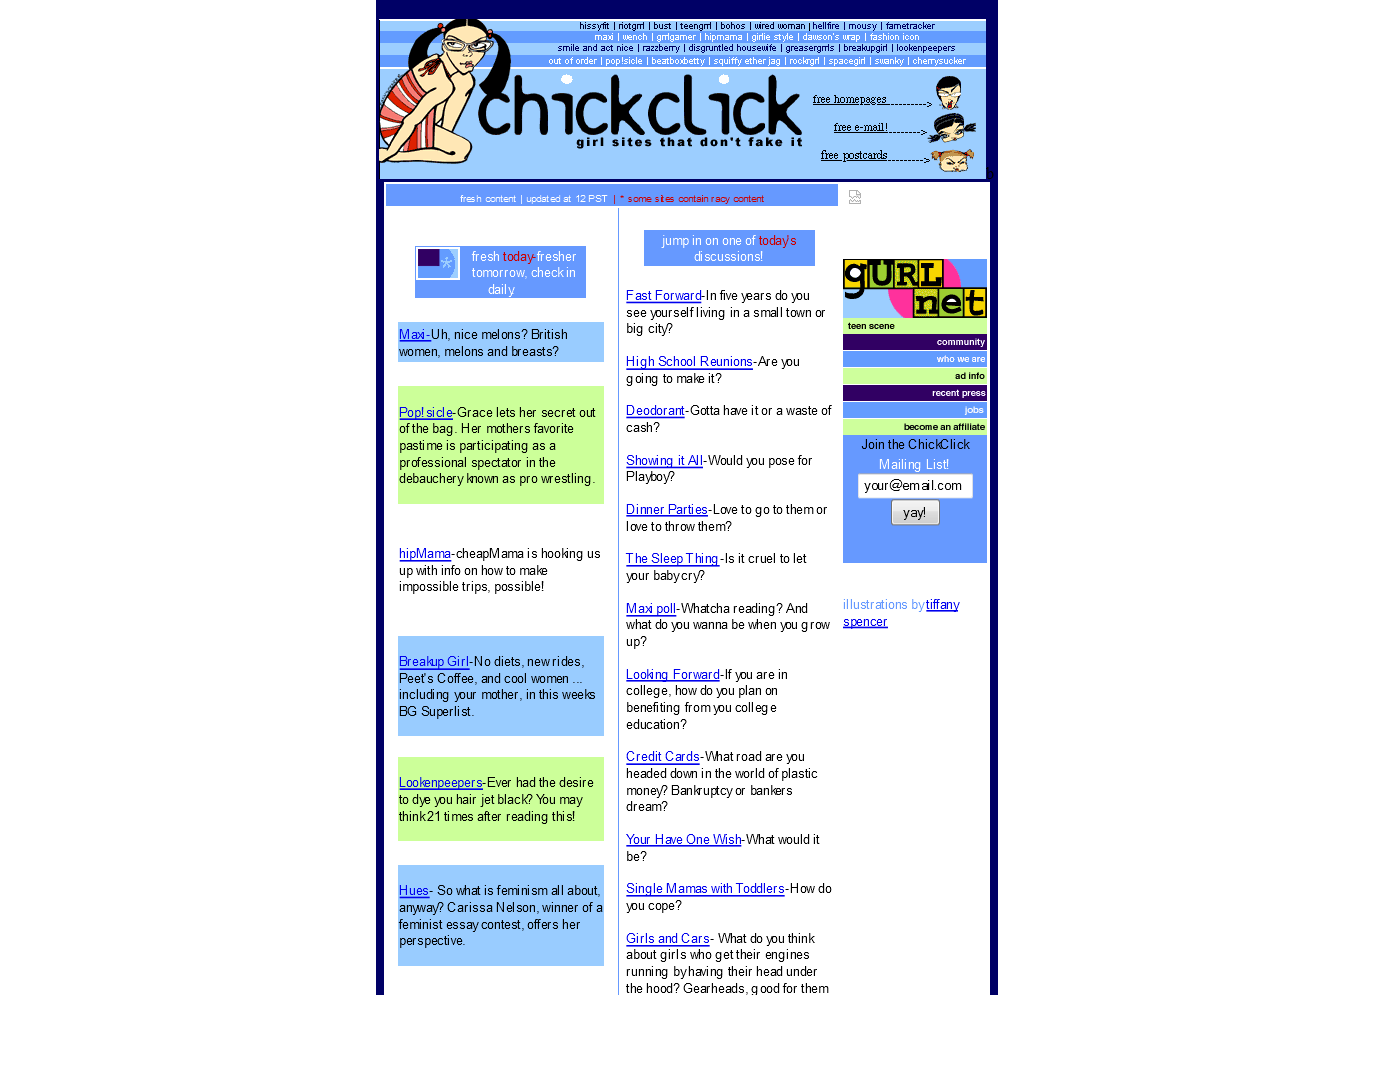 hissyfit | riotgrrl | bust | teengrrl | bohos | wired woman | hellfire | mousy | fametracker
maxi | wench | grrlgamer | hipmama | girlie style | dawson's wrap | fashion icon
smile and act nice | razzberry | disgruntled housewife | greasergrrls | breakupgirl | lookenpeepers
out of order | pop!sicle | beatboxbetty | squiffy ether jag | rockrgrl | spacegirl | swanky | cherrysucker
chickclick
girl sites that don't fake it
free homepages--------->
free e-mail!-------->
free postcards--------->
fresh content | updated at 12 PST | * some sites contain racy content
fresh today-fresher
tomorrow, check in
daily.
Maxi-Uh, nice melons? British
women, melons and breasts?
Pop!sicle-Grace lets her secret out
of the bag. Her mothers favorite
pastime is participating as a
professional spectator in the
debauchery known as pro wrestling.
hipMama-cheapMama is hooking us
up with info on how to make
impossible trips, possible!
Breakup Girl-No diets, new rides,
Peet's Coffee, and cool women ...
including your mother, in this weeks
BG Superlist.
Lookenpeepers-Ever had the desire
to dye you hair jet black? You may
think 21 times after reading this!
Hues- So what is feminism all about,
anyway? Carissa Nelson, winner of a
feminist essay contest, offers her
perspective.
jump in on one of today's
discussions!
Fast Forward-In five years do you
see yourself living in a small town or
big city?
High School Reunions-Are you
going to make it?
Deodorant-Gotta have it or a waste of
cash?
Showing it All-Would you pose for
Playboy?
Dinner Parties-Love to go to them or
love to throw them?
The Sleep Thing-Is it cruel to let
your baby cry?
Maxi poll-Whatcha reading? And
what do you wanna be when you grow
up?
Looking Forward-If you are in
college, how do you plan on
benefiting from you college
education?
Credit Cards-What road are you
headed down in the world of plastic
money? Bankruptcy or bankers
dream?
Your Have One Wish-What would it
be?
Single Mamas with Toddlers-How do
you cope?
Girls and Cars- What do you think
about girls who get their engines
running by having their head under
the hood? Gearheads, good for them
gURL
net
teen scene
community
who we are
ad info
recent press
jobs
become an affiliate
Join the ChickClick
Mailing List!
your@email.com
yay!
illustrations by tiffany
spencer